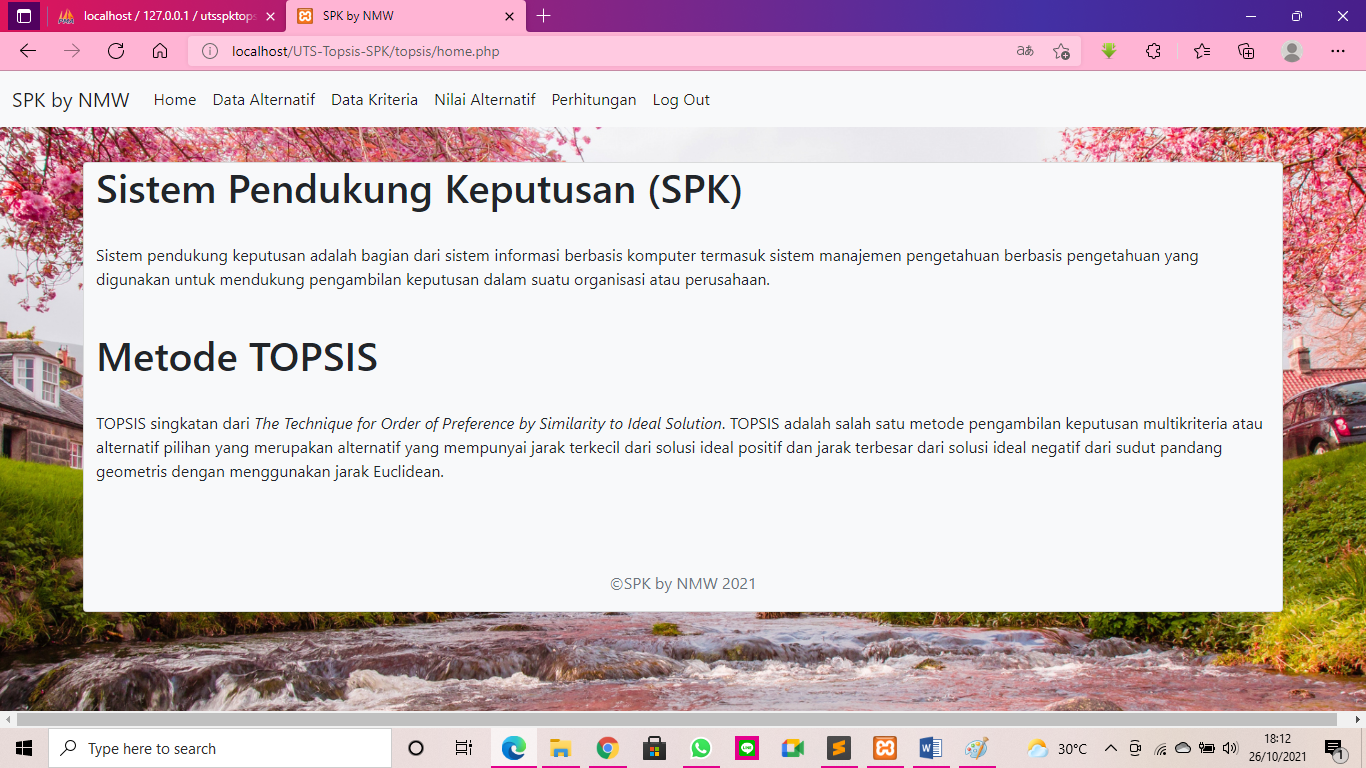 localhost / 127.0.0.1 / utsspktops
SPK by NMW
localhost/UTS-Topsis-SPK/topsis/home.php
SPK by NMW Home Data Alternatif Data Kriteria Nilai Alternatif Perhitungan Log Out
Sistem Pendukung Keputusan (SPK)
Sistem pendukung keputusan adalah bagian dari sistem informasi berbasis komputer termasuk sistem manajemen pengetahuan berbasis pengetahuan yang
digunakan untuk mendukung pengambilan keputusan dalam suatu organisasi atau perusahaan.
Metode TOPSIS
TOPSIS singkatan dari The Technique for Order of Preference by Similarity to Ideal Solution. TOPSIS adalah salah satu metode pengambilan keputusan multikriteria atau
alternatif pilihan yang merupakan alternatif yang mempunyai jarak terkecil dari solusi ideal positif dan jarak terbesar dari solusi ideal negatif dari sudut pandang
geometris dengan menggunakan jarak Euclidean.
©SPK by NMW 2021
Type here to search
30°C
18:12
26/10/2021
1